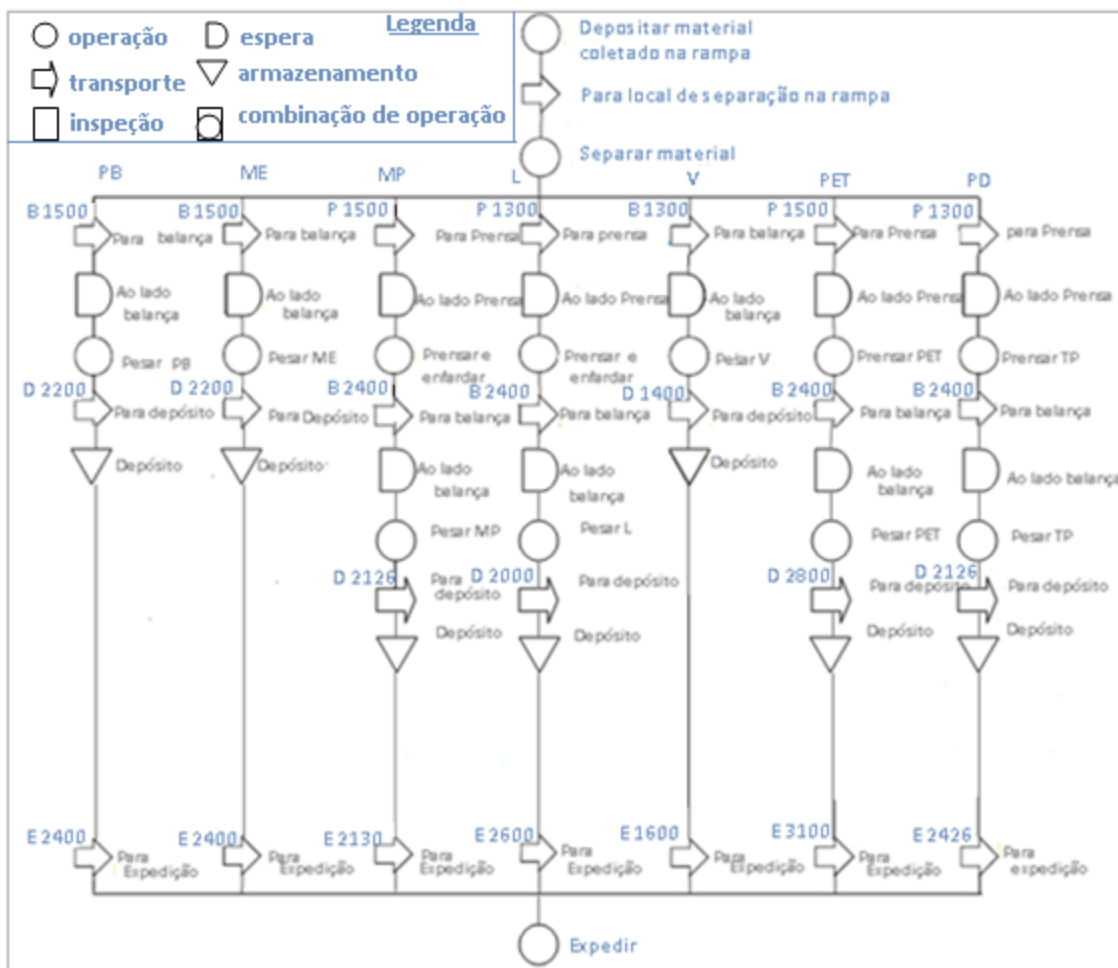 Legenda
operação
espera
transporte
armazenamento
inspeção
combinação de operação
Depositar material
coletado na rampa
Para local de separação na rampa
Separar material
PB
ME
MP
L
V
PET
PD
B 1500
B 1500
P 1500
P 1300
B 1300
P 1500
P 1300
Para balança
Para balança
Para Prensa
Para prensa
Para balança
Para Prensa
para Prensa
Ao lado
balança
Ao lado
balança
Ao lado Prensa
Ao lado Prensa
Ao lado
balança
Ao lado Prensa
Ao lado Prensa
Pesar PB
Pesar ME
Prensar e
enfardar
Prensar e
enfardar
Pesar V
Prensar PET
Prensar TP
D 2200
D 2200
B 2400
B 2400
D 1400
B 2400
B 2400
Para depósito
Para Depósito
Para balança
Para balança
Para depósito
Para balança
Para balança
Depósito
Depósito
Ao lado
balança
Ao lado
balança
Depósito
Ao lado
balança
Ao lado balança
Pesar MP
Pesar L
Pesar PET
Pesar TP
D 2126
D 2000
D 2800
D 2126
Para
depósito
Para depósito
Para depósito
Para depósito
Depósito
Depósito
Depósito
Depósito
E 2400
E 2400
E 2130
E 2600
E 1600
E 3100
E 2426
Para
Expedição
Para
Expedição
Para
Expedição
Para
Expedição
Para
Expedição
Para
Expedição
Para
expedição
Expedir